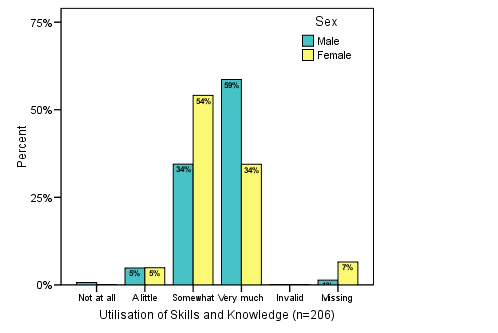 Sex
Male
Female
75%
50%
25%
0%
Percent
5%
5%
34%
54%
59%
34%
7%
Not at all
A little
Somewhat
Very much
Invalid
Missing
Utilisation of Skills and Knowledge (n=206)